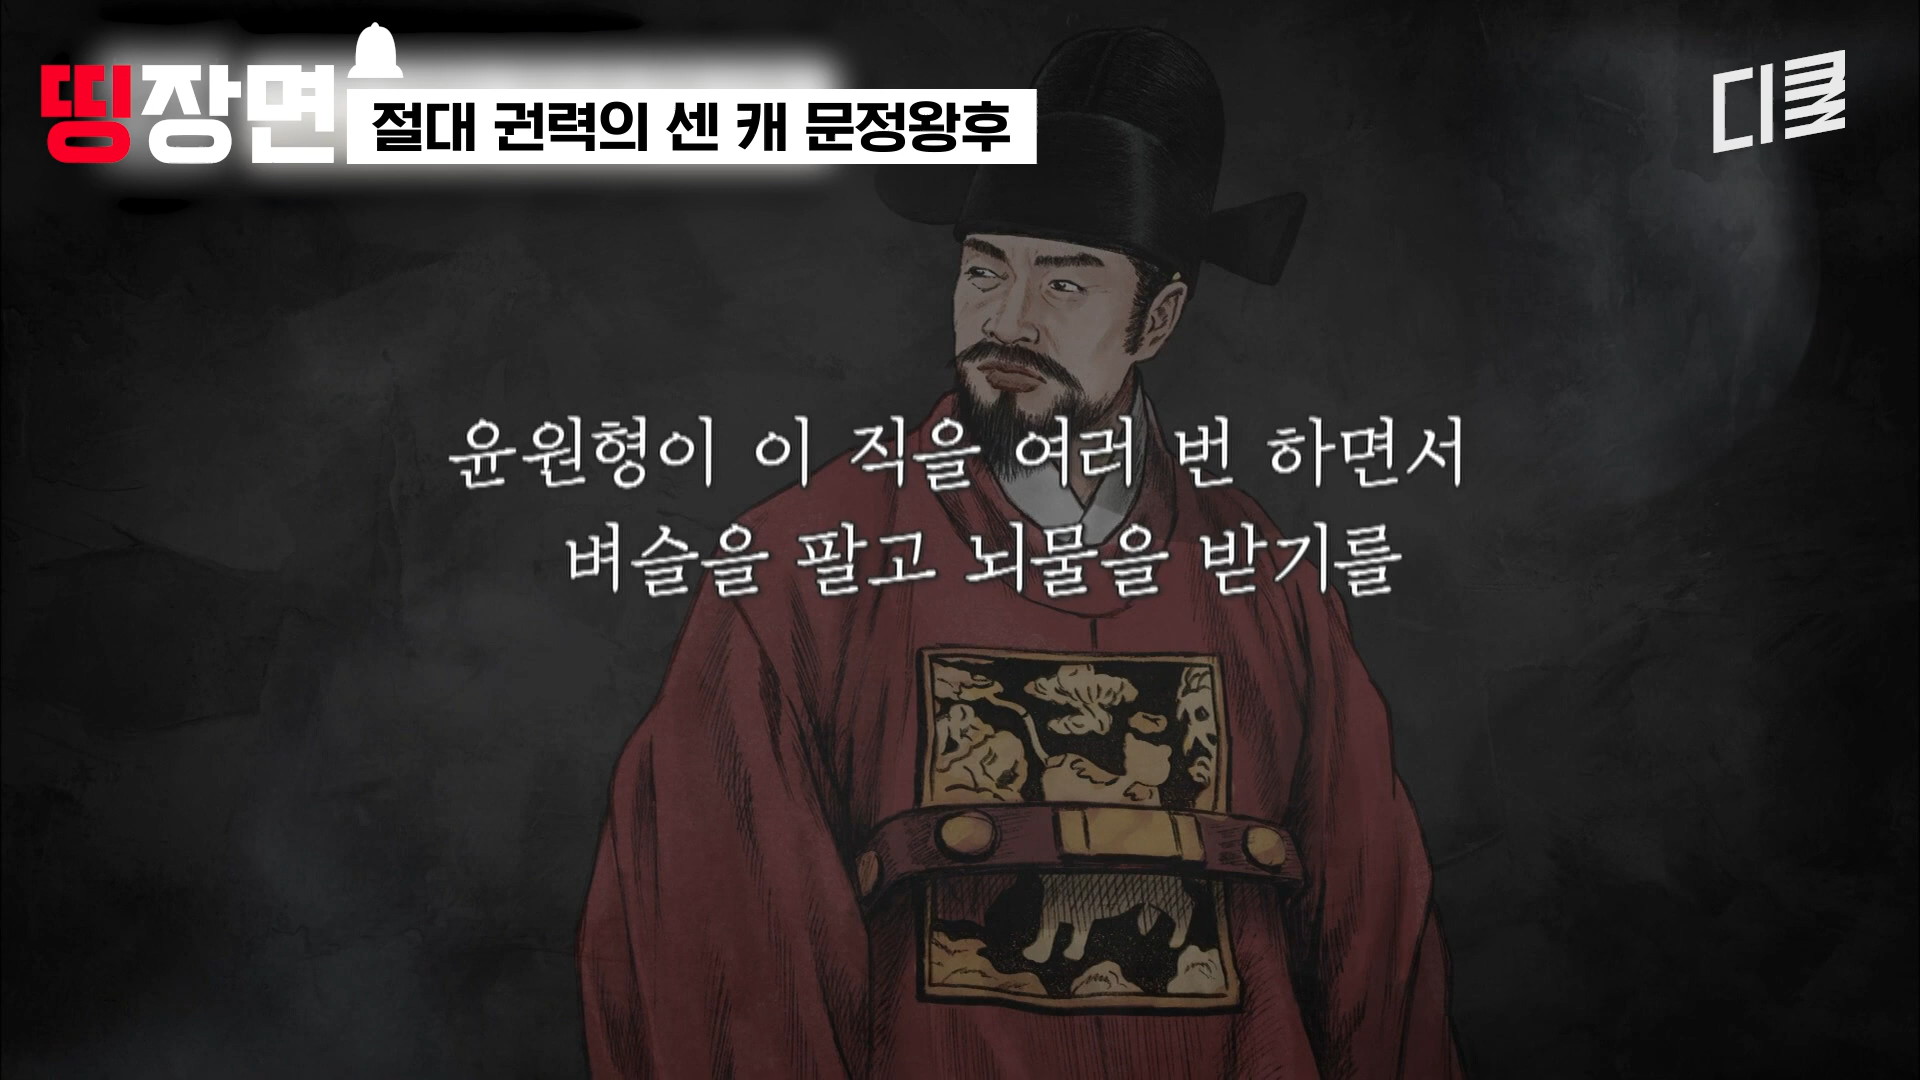 띵장면
절대 권력의 센 캐 문정왕후
디글
윤원형이 이 직을 여러 번 하면서
벼슬을 팔고 뇌물을 받기를